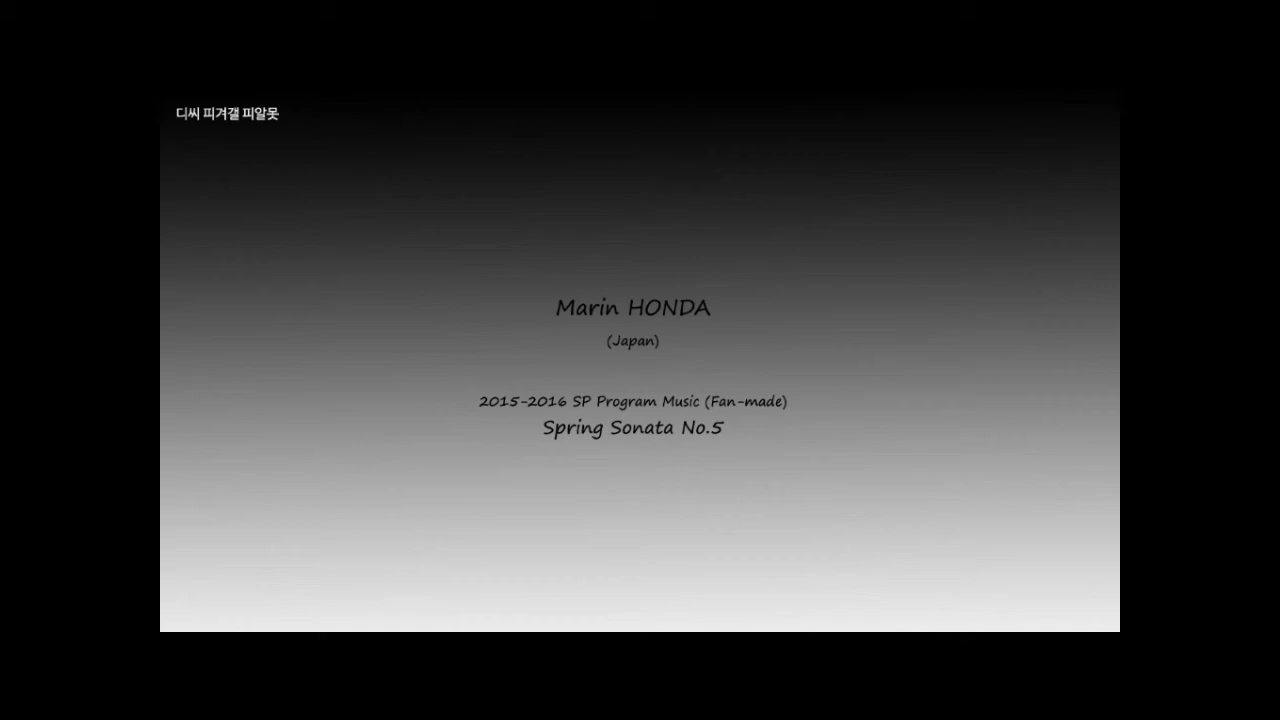 디씨 피겨갤 피알못
Marin HONDA
(Japan)
2015-2016 SP Program Music (Fan-made)
Spring Sonata No.5